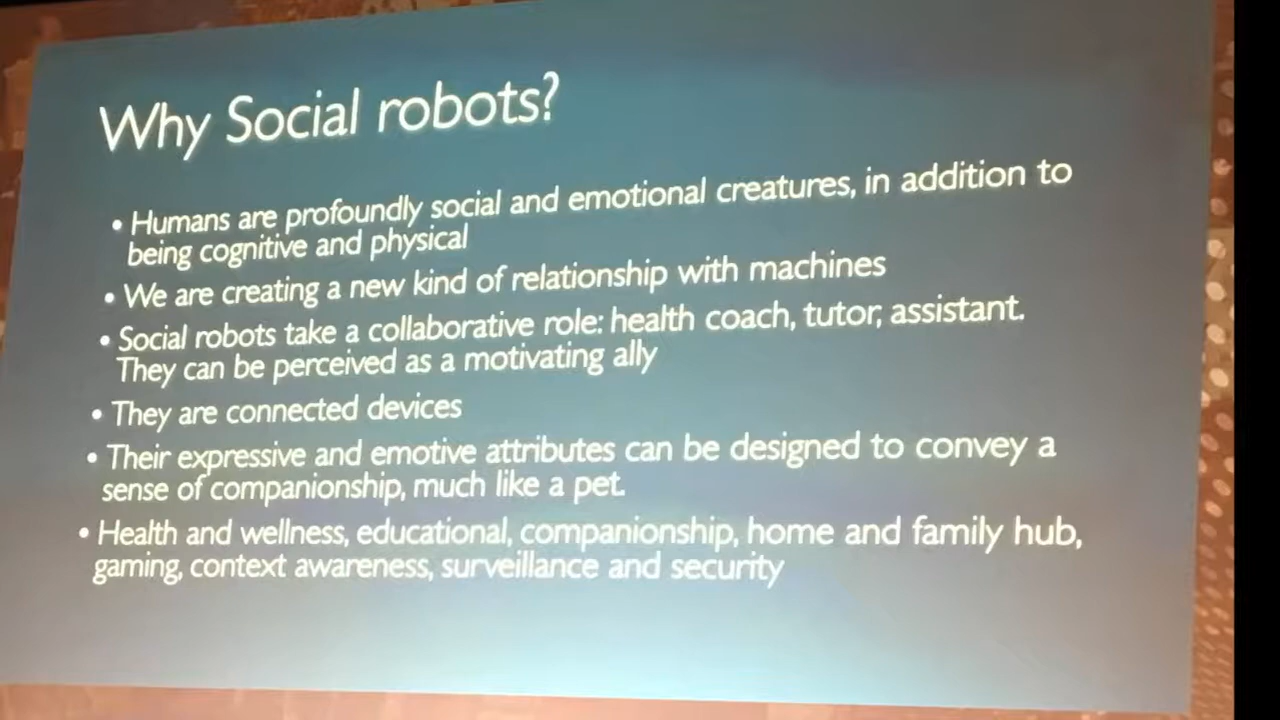 Why Social robots?
• Humans are profoundly social and emotional creatures, in addition to
being cognitive and physical
• We are creating a new kind of relationship with machines
• Social robots take a collaborative role: health coach, tutor, assistant.
They can be perceived as a motivating ally
• They are connected devices
• Their expressive and emotive attributes can be designed to convey a
sense of companionship, much like a pet.
• Health and wellness, educational, companionship, home and family hub,
gaming, context awareness, surveillance and security